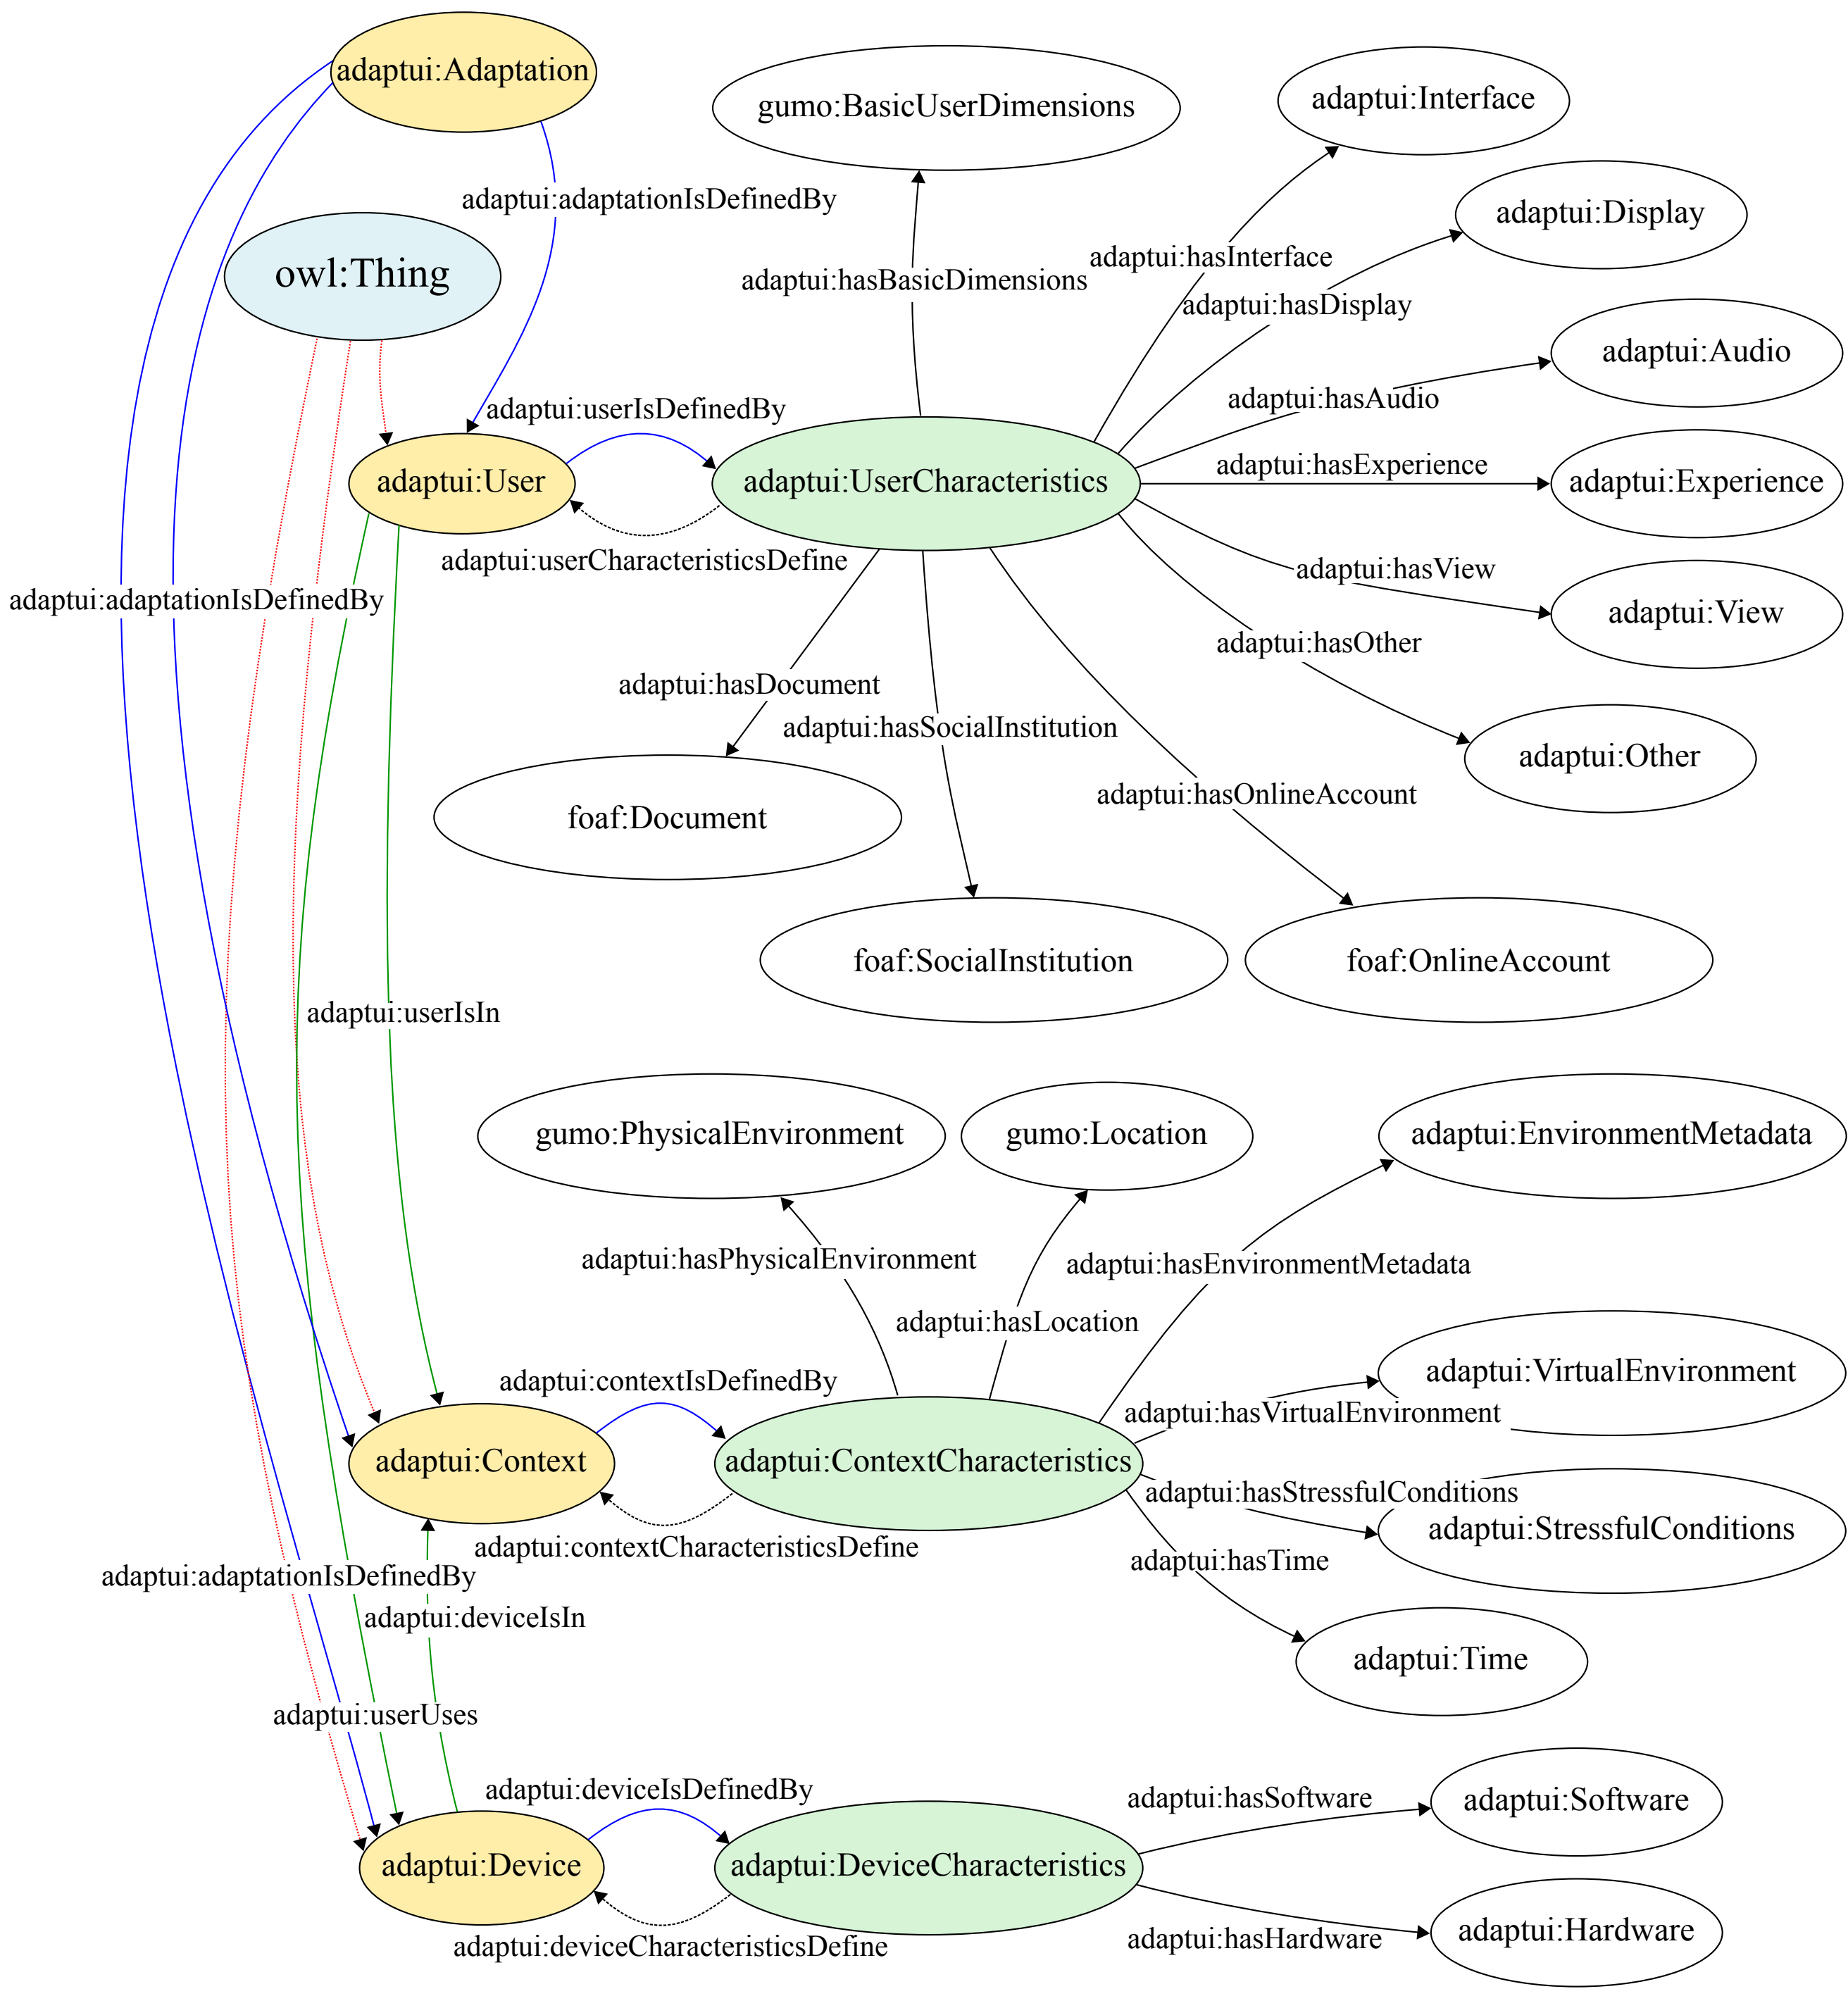 adaptui:Adaptation
gumo:BasicUserDimensions
adaptui:Interface
adaptui:adaptationIsDefinedBy
adaptui:Display
owl:Thing
adaptui:hasBasicDimensions
adaptui:hasInterface
adaptui:hasDisplay
adaptui:Audio
adaptui:userIsDefinedBy
adaptui:hasAudio
adaptui:hasExperience
adaptui:User
adaptui:UserCharacteristics
adaptui:Experience
adaptui:userCharacteristicsDefine
adaptui:hasView
adaptui:adaptationIsDefinedBy
adaptui:View
adaptui:hasOther
adaptui:hasDocument
adaptui:hasSocialInstitution
adaptui:Other
adaptui:hasOnlineAccount
foaf:Document
foaf:SocialInstitution
foaf:OnlineAccount
adaptui:userIsIn
gumo:PhysicalEnvironment
gumo:Location
adaptui:EnvironmentMetadata
adaptui:hasPhysicalEnvironment
adaptui:hasEnvironmentMetadata
adaptui:hasLocation
adaptui:VirtualEnvironment
adaptui:contextIsDefinedBy
adaptui:hasVirtualEnvironment
adaptui:Context
adaptui:ContextCharacteristics
adaptui:hasStressfulConditions
adaptui:StressfulConditions
adaptui:contextCharacteristicsDefine
adaptui:hasTime
adaptui:adaptationIsDefinedBy
adaptui:deviceIsIn
adaptui:Time
adaptui:userUses
adaptui:deviceIsDefinedBy
adaptui:hasSoftware
adaptui:Software
adaptui:Device
adaptui:DeviceCharacteristics
adaptui:Hardware
adaptui:hasHardware
adaptui:deviceCharacteristicsDefine